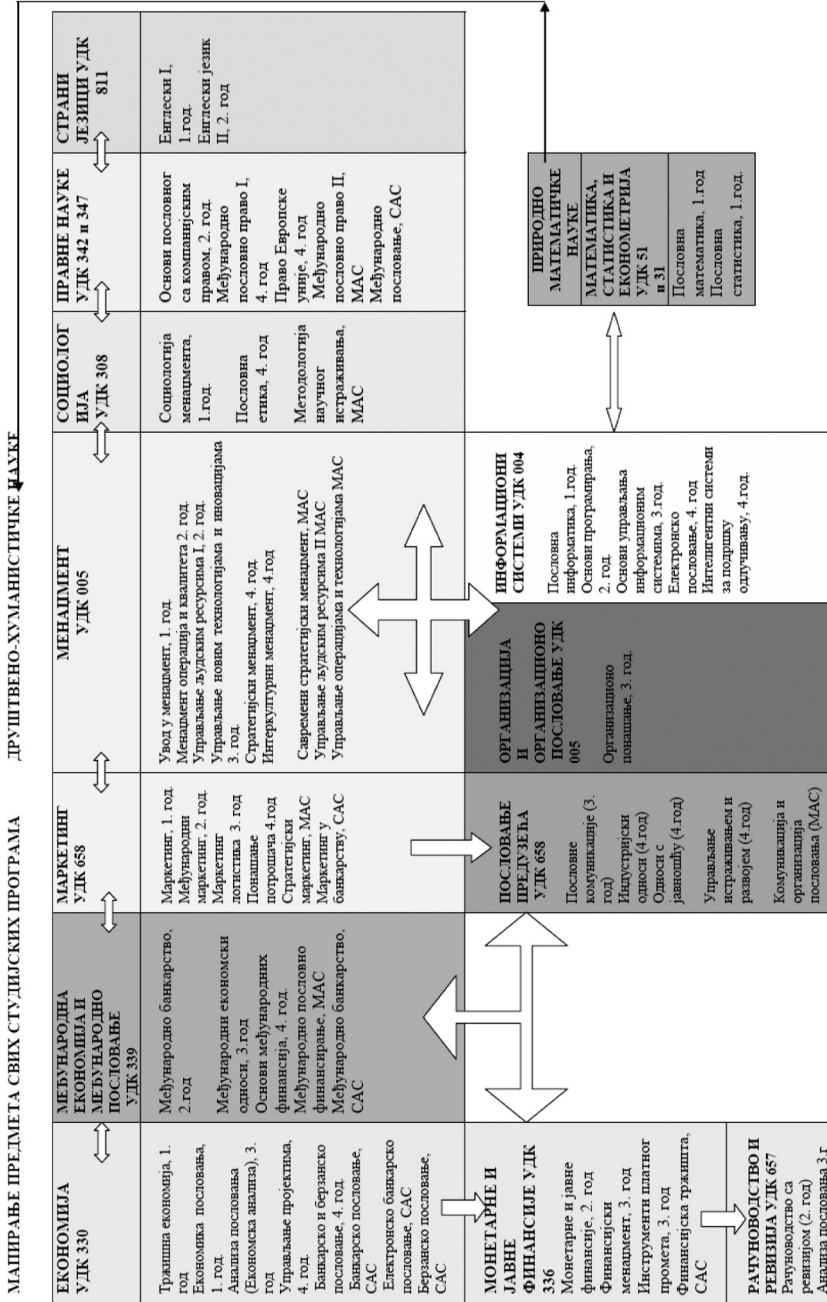 МАПИРАЊЕ ПРЕДМЕТА СВИХ СТУДИЈСКИХ ПРОГРАМА
ДРУШТВЕНО-ХУМАНИСТИЧКЕ НАУКЕ
ЕКОНОМИЈА
УДК 330
Тржишна економија, 1.
год
Економика пословања,
1. год.
Анализа пословања
(Економска анализа), 3.
год
Управљање пројектима,
4. год.
Банкарско и берзанско
пословање, 4. год.
Банкарско пословање,
САС
Електронско банкарско
пословање, САС
Берзанско пословање,
САС
МЕЂУНАРОДНА
ЕКОНОМИЈА И
МЕЂУНАРОДНО
ПОСЛОВАЊЕ
УДК 339
Међународно банкарство,
2.год
Међународни економски
односи, 3.год
Основи међународних
финансија, 4. год.
Међународно пословно
финансирање, МАС
Међународно банкарство,
САС
МАРКЕТИНГ
УДК 658
Маркетинг, 1. год.
Међународни
маркетинг, 2. год.
Маркетинг
логистика 3. год
Понашање
потрошача 4.год
Стратегијски
маркетинг, МАС
Маркетинг у
банкарству, САС
МЕНАЏМЕНТ
УДК 005
Увод у менаџмент, 1. год.
Менаџмент операција и квалитета 2. год.
Управљање људским ресурсима I, 2. год.
Управљање новим технологијама и иновацијама
3. год.
Стратегијски менаџмент, 4. год.
Интеркултурни менаџмент, 4.год
Савремени стратегијски менаџмент, МАС
Управљање људским ресурсима II МАС
Управљање операцијама и технологијама МАС
СОЦИОЛОГ
ИЈА
УДК 308
Социологија
менаџмента,
1.год.
Пословна
етика, 4. год
Методологија
научног
истраживања,
МАС
ПРАВНЕ НАУКЕ
УДК 342 и 347
Основи пословног
са компанијским
правом, 2. год.
Међународно
пословно право I,
4. год
Право Европске
уније, 4. год
Међународно
пословно право II,
МАС
Међународно
пословање, САС
СТРАНИ
ЈЕЗИЦИ УДК
811
Енглески I,
1.год.
Енглески језик
II, 2. год
МОНЕТАРНЕ И
ЈАВНЕ
ФИНАНСИЈЕ УДК
336
Монетарне и јавне
финансије, 2. год
Финансијски
менаџмент, 3. год
Инструменти платног
промета, 3. год
Финансијска тржишта,
САС
РАЧУНОВОДСТВО И
РЕВИЗИЈА УДК 657
Рачуноводство са
ревизијом (2. год)
Анализа пословања 3.г
ПОСЛОВАЊЕ
ПРЕДУЗЕЋА
УДК 658
Пословне
комуникације (3.
год)
Индустријски
односи (4.год)
Односи с
јавношћу (4.год)
Управљање
истраживањем и
развојем (4.год)
Комуникација и
организација
пословања (МАС)
ОРГАНИЗАЦИЈА
И
ОРГАНИЗАЦИОНО
ПОСЛОВАЊЕ УДК
005
Организационо
понашање, 3. год.
ИНФОРМАЦИОНИ
СИСТЕМИ УДК 004
Пословна
информатика, 1.год.
Основи програмирања,
2. год.
Основи управљања
информационим
системима, 3.год.
Електронско
пословање, 4. год
Интелигентни системи
за подршку
одлучивању, 4.год.
ПРИРОДНО
МАТЕМАТИЧКЕ
НАУКЕ
МАТЕМАТИКА,
СТАТИСТИКА И
ЕКОНОМЕТРИЈА
УДК 51
и 31
Пословна
математика, 1.год
Пословна
статистика, 1.год.